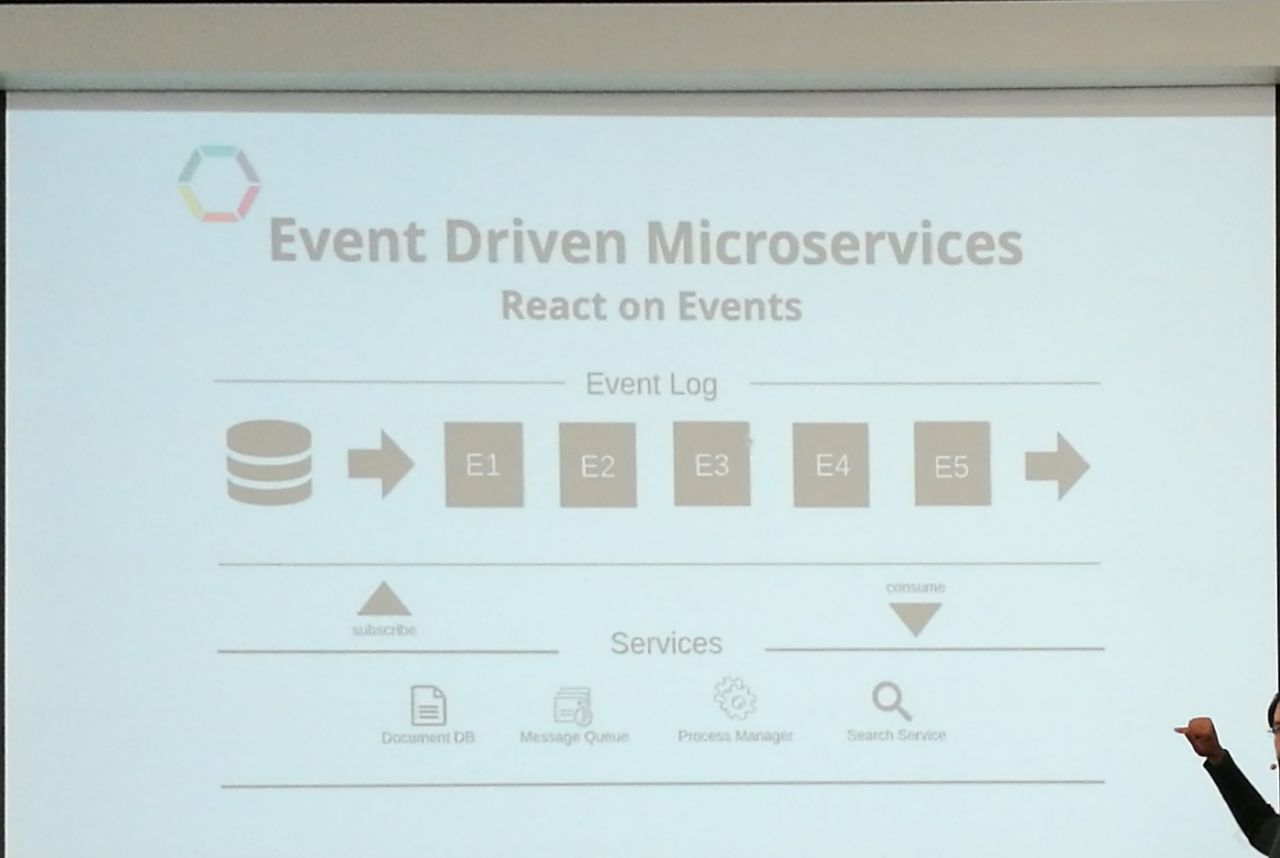 Event Driven Microservices
React on Events
Event Log
E1 E2 E3 E4 E5
consume
subscribe
Services
Document DB Message Queue Process Manager Search Service